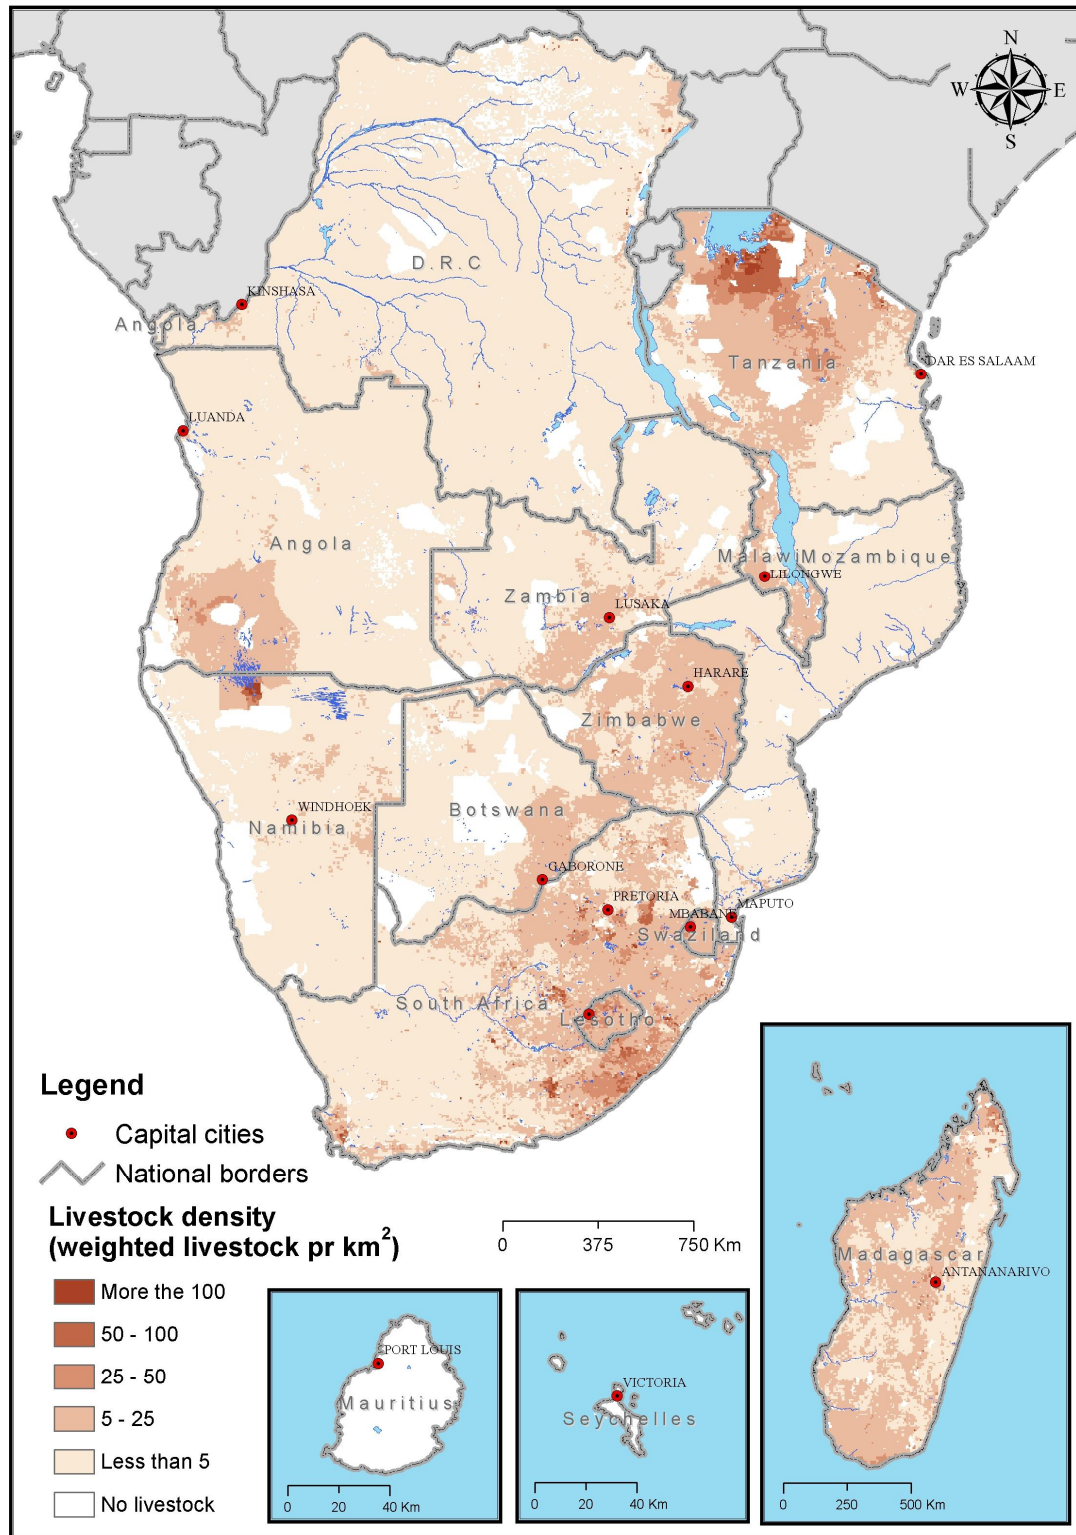 N
W E
S
D.R.C
KINSHASA
Angola
Tanzania
DAR ES SALAAM
LUANDA
Angola
Malawi
Mozambique
LILONGWE
Zambia
LUSAKA
HARARE
Zimbabwe
Botswana
WINDHOEK
Namibia
GABORONE
PRETORIA
MBABANE
MAPUTO
Swaziland
South Africa
Lesotho
Legend
Capital cities
National borders
Livestock density
(weighted livestock pr km²)
More the 100
50 - 100
25 - 50
5 - 25
Less than 5
No livestock
0 375 750 Km
PORT LOUIS
Mauritius
0 20 40 Km
VICTORIA
Seychelles
0 20 40 Km
Madagascar
ANTANANARIVO
0 250 500 Km